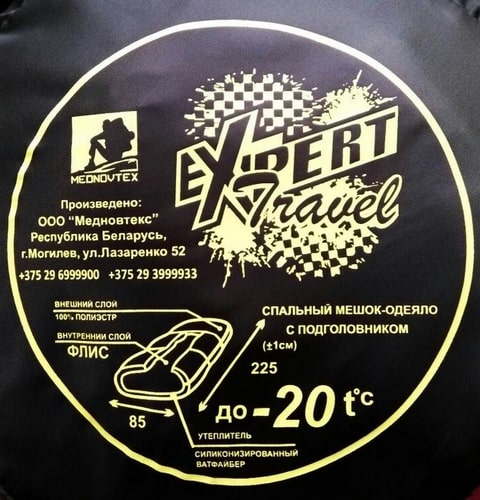 EXPERT
Travel
MEDNOVTEX
Произведено:
ООО "Медновтекс"
Республика Беларусь,
г.Могилев, ул.Лазаренко 52
+375 29 6999900 +375 29 3999933
ВНЕШНИЙ СЛОЙ
100% ПОЛИЭСТР
ВНУТРЕННИЙ СЛОЙ
ФЛИС
СПАЛЬНЫЙ МЕШОК-ОДЕЯЛО
С ПОДГОЛОВНИКОМ
(±1см)
225
85
до -20 t°c
УТЕПЛИТЕЛЬ
СИЛИКОНИЗИРОВАННЫЙ
ВАТФАЙБЕР